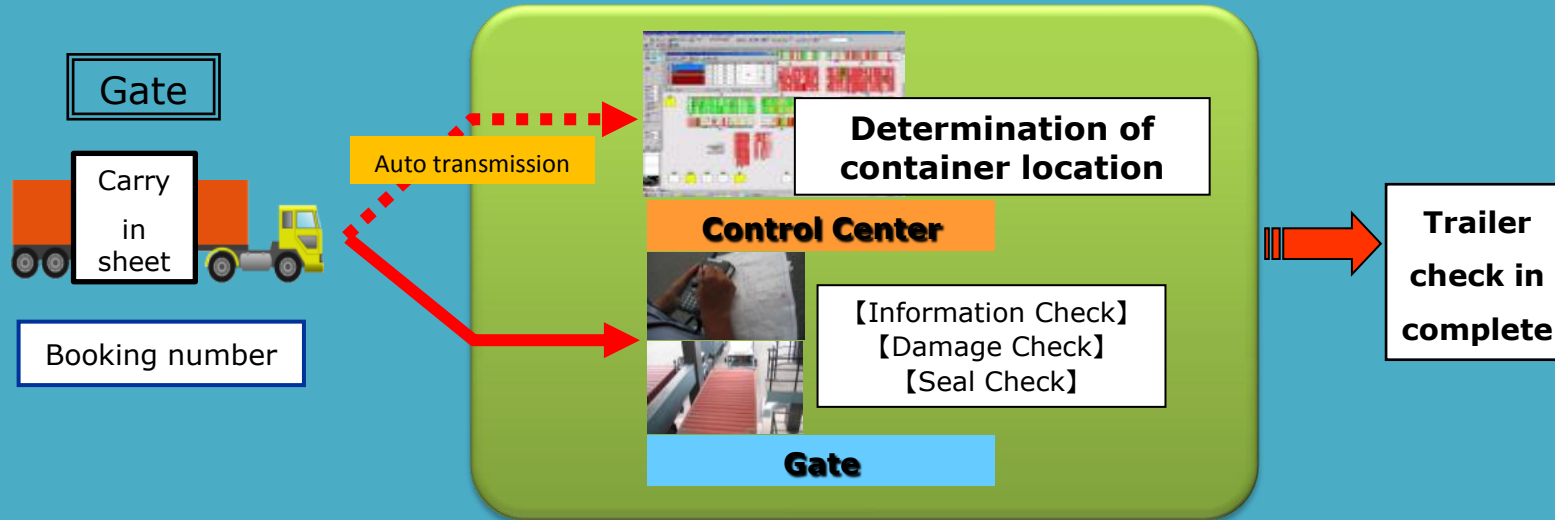 Gate
Carry
in
sheet
Booking number
Auto transmission
Determination of
container location
Control Center
【Information Check】
【Damage Check】
【Seal Check】
Gate
Trailer
check in
complete